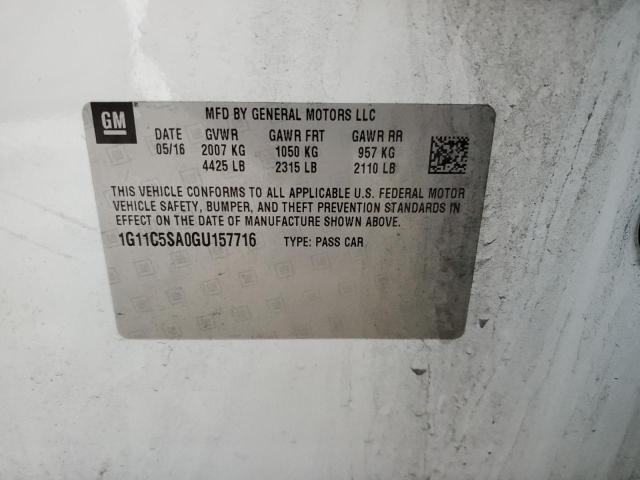 GM
MFD BY GENERAL MOTORS LLC
DATE GVWR GAWR FRT GAWR RR
05/16 2007 KG 1050 KG 957 KG
4425 LB 2315 LB 2110 LB
THIS VEHICLE CONFORMS TO ALL APPLICABLE U.S. FEDERAL MOTOR
VEHICLE SAFETY, BUMPER, AND THEFT PREVENTION STANDARDS IN
EFFECT ON THE DATE OF MANUFACTURE SHOWN ABOVE.
1G11C5SA0GU157716 TYPE: PASS CAR